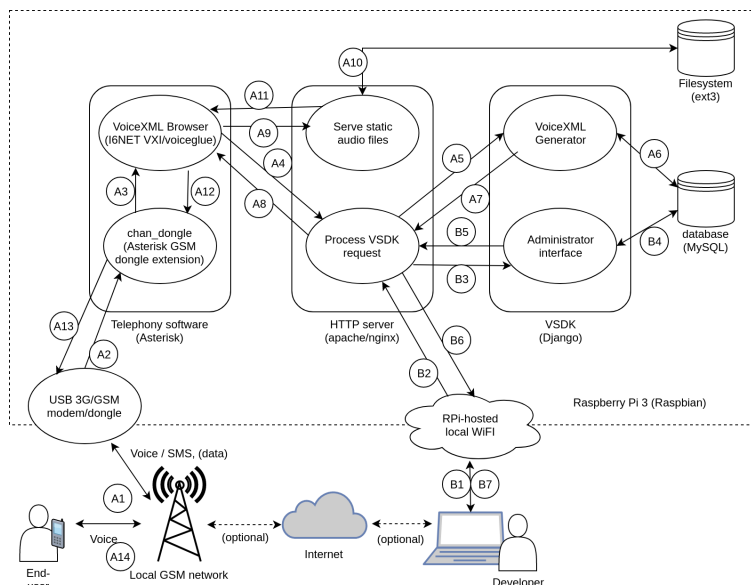 A10
Filesystem
(ext3)
A11
VoiceXML Browser
(I6NET VXI/voiceglue)
A9
Serve static
audio files
VoiceXML
Generator
A4
A5
A6
A3
A12
A8
A7
chan_dongle
(Asterisk GSM
dongle extension)
Process VSDK
request
B5
B3
Administrator
interface
B4
database
(MySQL)
A13
Telephony software
(Asterisk)
HTTP server
(apache/nginx)
VSDK
(Django)
A2
B6
B2
USB 3G/GSM
modem/dongle
RPi-hosted
local WiFI
Raspberry Pi 3 (Raspbian)
Voice / SMS, (data)
B1
B7
A1
Voice
A14
(optional)
Internet
(optional)
End-
Local GSM network
Developer